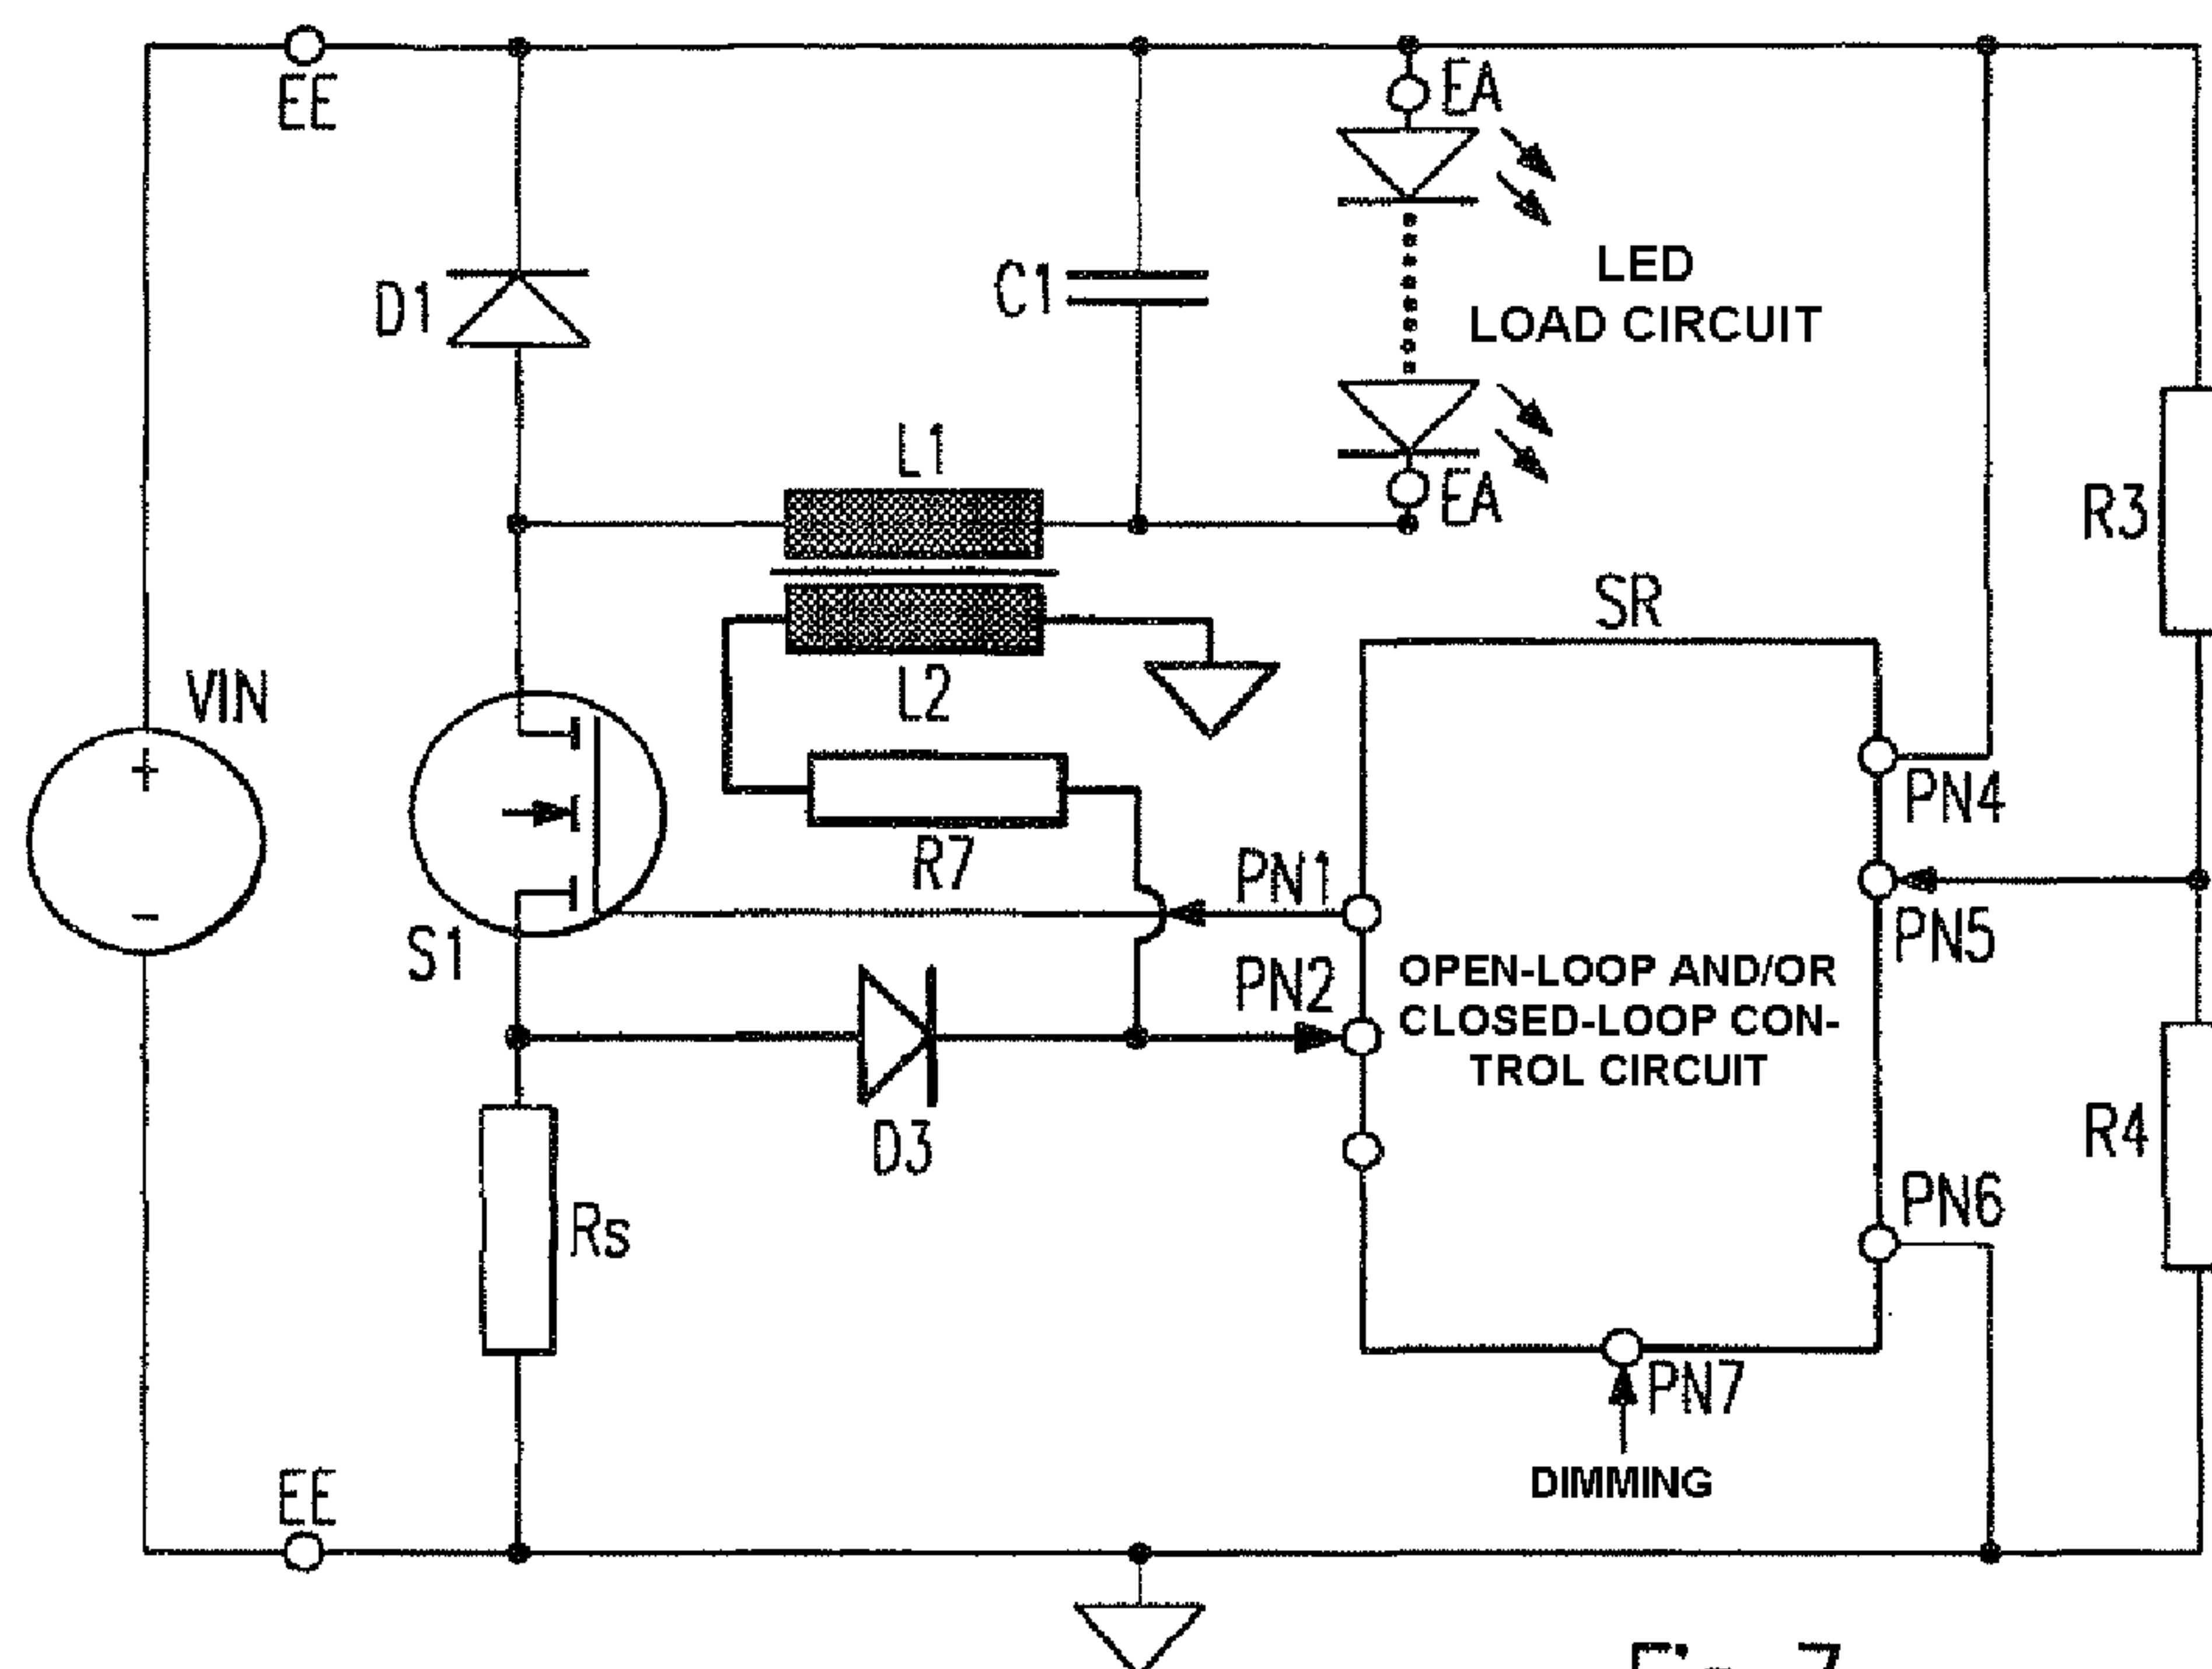 EE
EA
D1
C1
LED
LOAD CIRCUIT
L1
EA
R3
SR
VIN
+
L2
PN4
R7
PN1
PN5
−
S1
PN2
OPEN-LOOP AND/OR
CLOSED-LOOP CON-
TROL CIRCUIT
D3
R4
Rs
PN6
PN7
DIMMING
EE